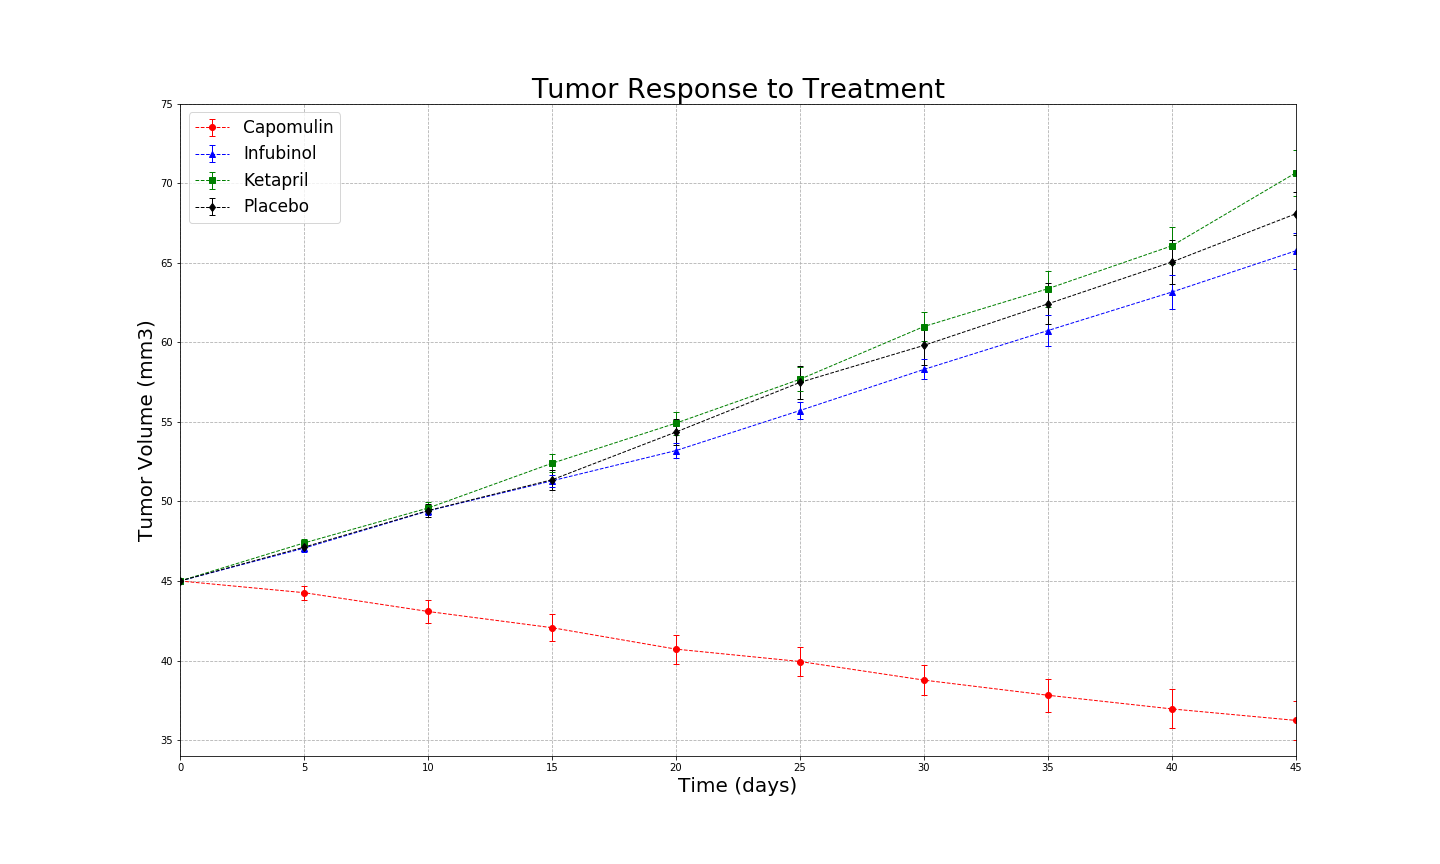 Tumor Response to Treatment
75
70
65
60
55
50
45
40
35
Tumor Volume (mm3)
Capomulin
Infubinol
Ketapril
Placebo
0 5 10 15 20 25 30 35 40 45
Time (days)